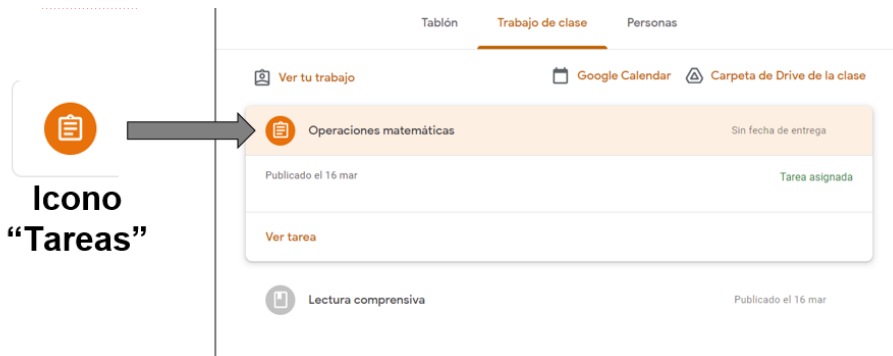 Tablón Trabajo de clase Personas
Ver tu trabajo Google Calendar Carpeta de Drive de la clase
Operaciones matemáticas Sin fecha de entrega
Publicado el 16 mar Tarea asignada
Ver tarea
Lectura comprensiva Publicado el 16 mar
Icono
“Tareas”